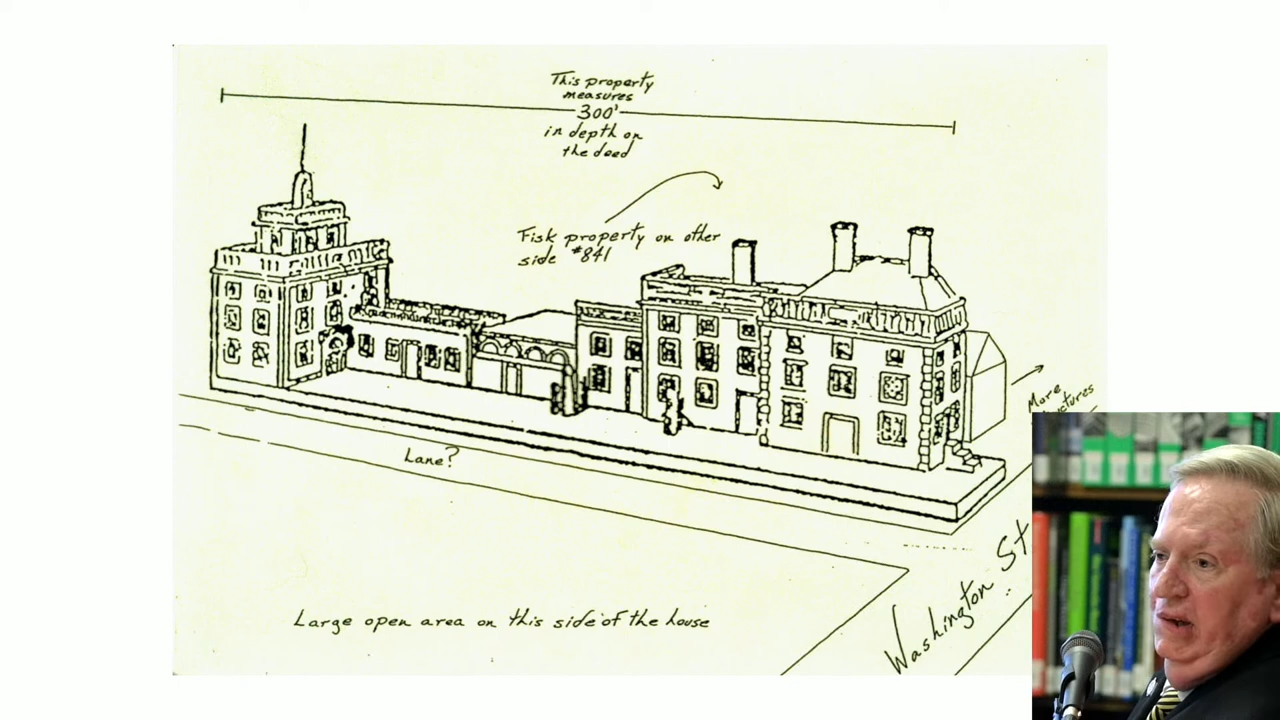 This property
measures
300'
in depth on
the deed
Fisk property on other
side #841
More
Lane?
Washington St.
Large open area on this side of the house